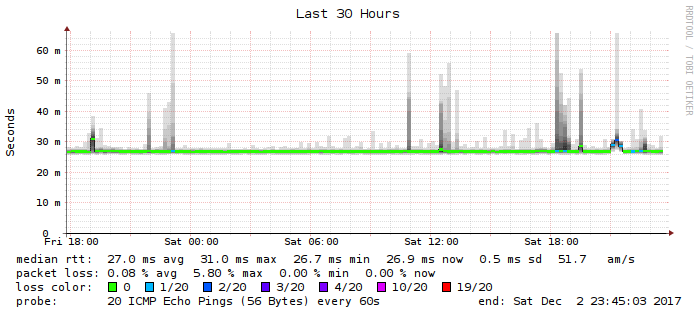 Last 30 Hours
RRDTOOL / TOBI OETIKER
Seconds
60 m
50 m
40 m
30 m
20 m
10 m
0
Fri 18:00 Sat 00:00 Sat 06:00 Sat 12:00 Sat 18:00
median rtt: 27.0 ms avg 31.0 ms max 26.7 ms min 26.9 ms now 0.5 ms sd 51.7 am/s
packet loss: 0.08 % avg 5.80 % max 0.00 % min 0.00 % now
loss color: 0 1/20 2/20 3/20 4/20 10/20 19/20
probe: 20 ICMP Echo Pings (56 Bytes) every 60s end: Sat Dec 2 23:45:03 2017